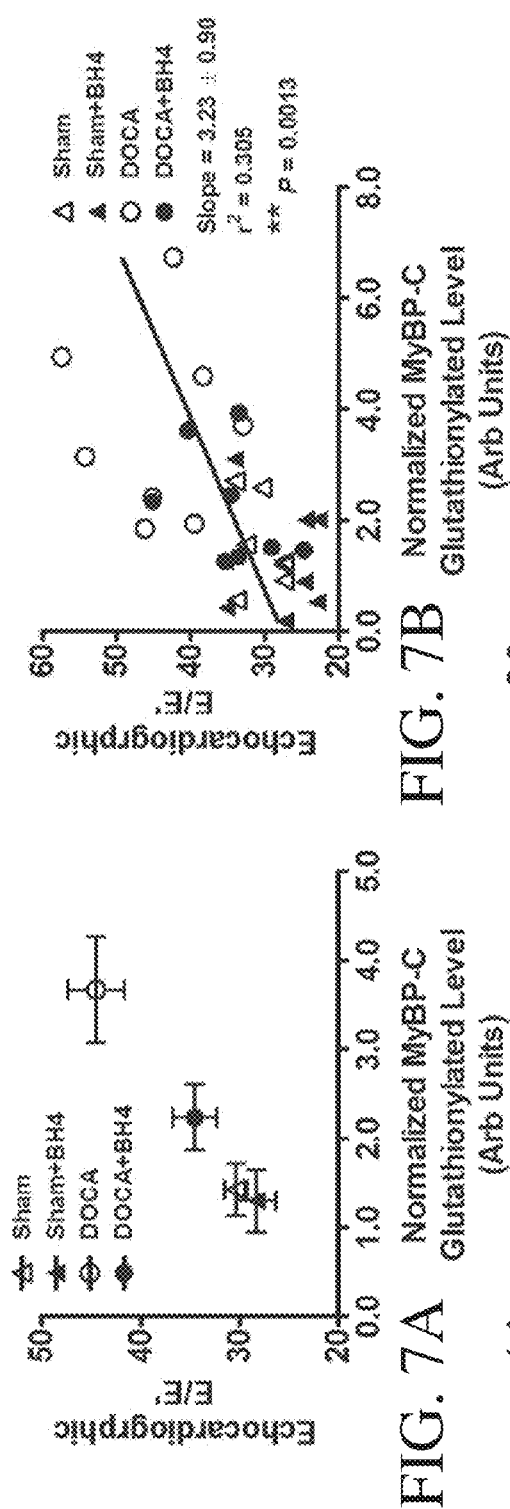 Sham
Sham+BH4
DOCA
DOCA+BH4
50
40
30
20
Echocardiogrphic
E/E'
0.0
1.0
2.0
3.0
4.0
5.0
Normalized MyBP-C
Glutathionylated Level
(Arb Units)
FIG. 7A
Sham
Sham+BH4
DOCA
DOCA+BH4
Slope = 3.23 ± 0.90
r² = 0.305
** P = 0.0013
60
50
40
30
20
Echocardiogrphic
E/E'
0.0
2.0
4.0
6.0
8.0
Normalized MyBP-C
Glutathionylated Level
(Arb Units)
FIG. 7B